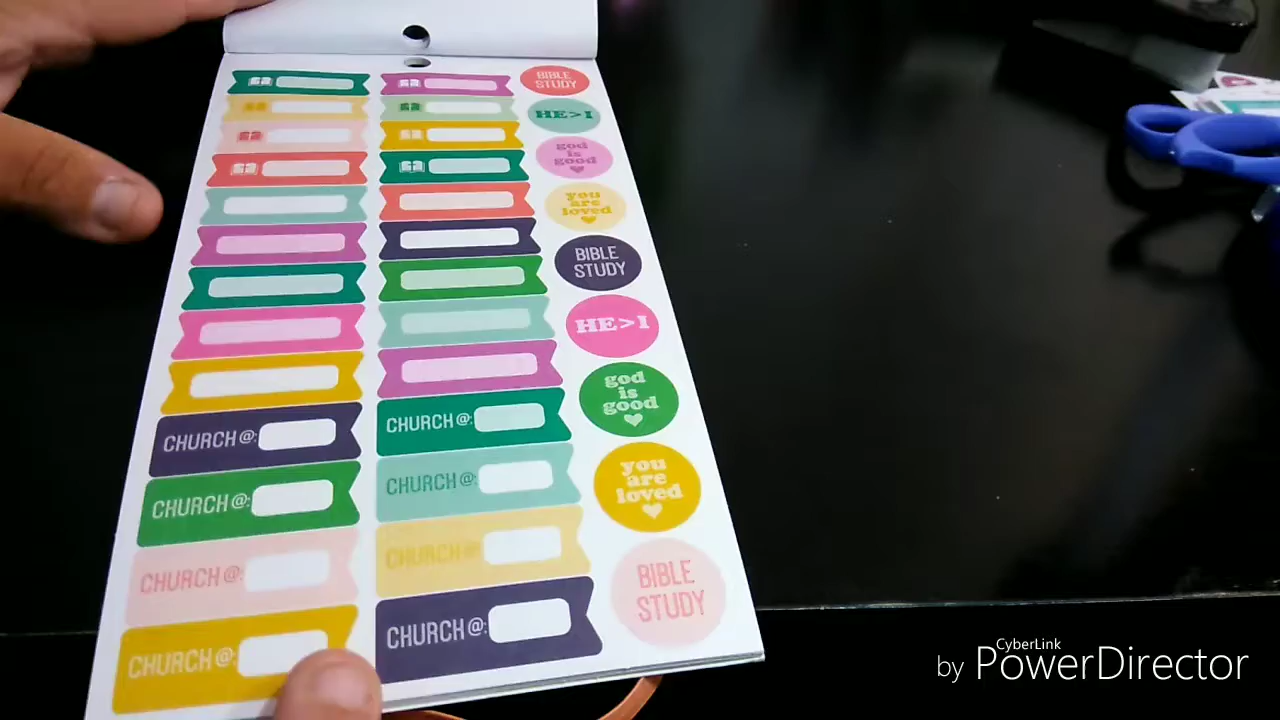 BIBLE
STUDY
HE>I
god
is
good
you
are
loved
BIBLE
STUDY
HE>I
god
is
good
you
are
loved
BIBLE
STUDY
CHURCH @:
CHURCH @:
CHURCH @:
CHURCH @:
CHURCH @:
CHURCH @:
CHURCH @:
CHURCH @:
by CyberLink PowerDirector